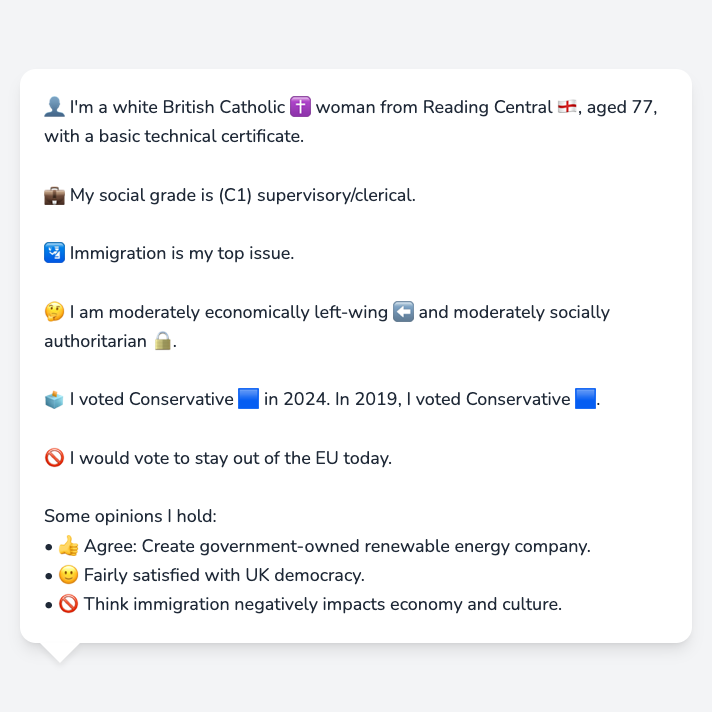 👤 I'm a white British Catholic ✝️ woman from Reading Central 🏴󠁧󠁢󠁥󠁮󠁧󠁿, aged 77,
with a basic technical certificate.
💼 My social grade is (C1) supervisory/clerical.
🛂 Immigration is my top issue.
🤔 I am moderately economically left-wing ⬅️ and moderately socially
authoritarian 🔒.
🗳️ I voted Conservative 🟦 in 2024. In 2019, I voted Conservative 🟦.
🚫 I would vote to stay out of the EU today.
Some opinions I hold:
• 👍 Agree: Create government-owned renewable energy company.
• 🙂 Fairly satisfied with UK democracy.
• 🚫 Think immigration negatively impacts economy and culture.